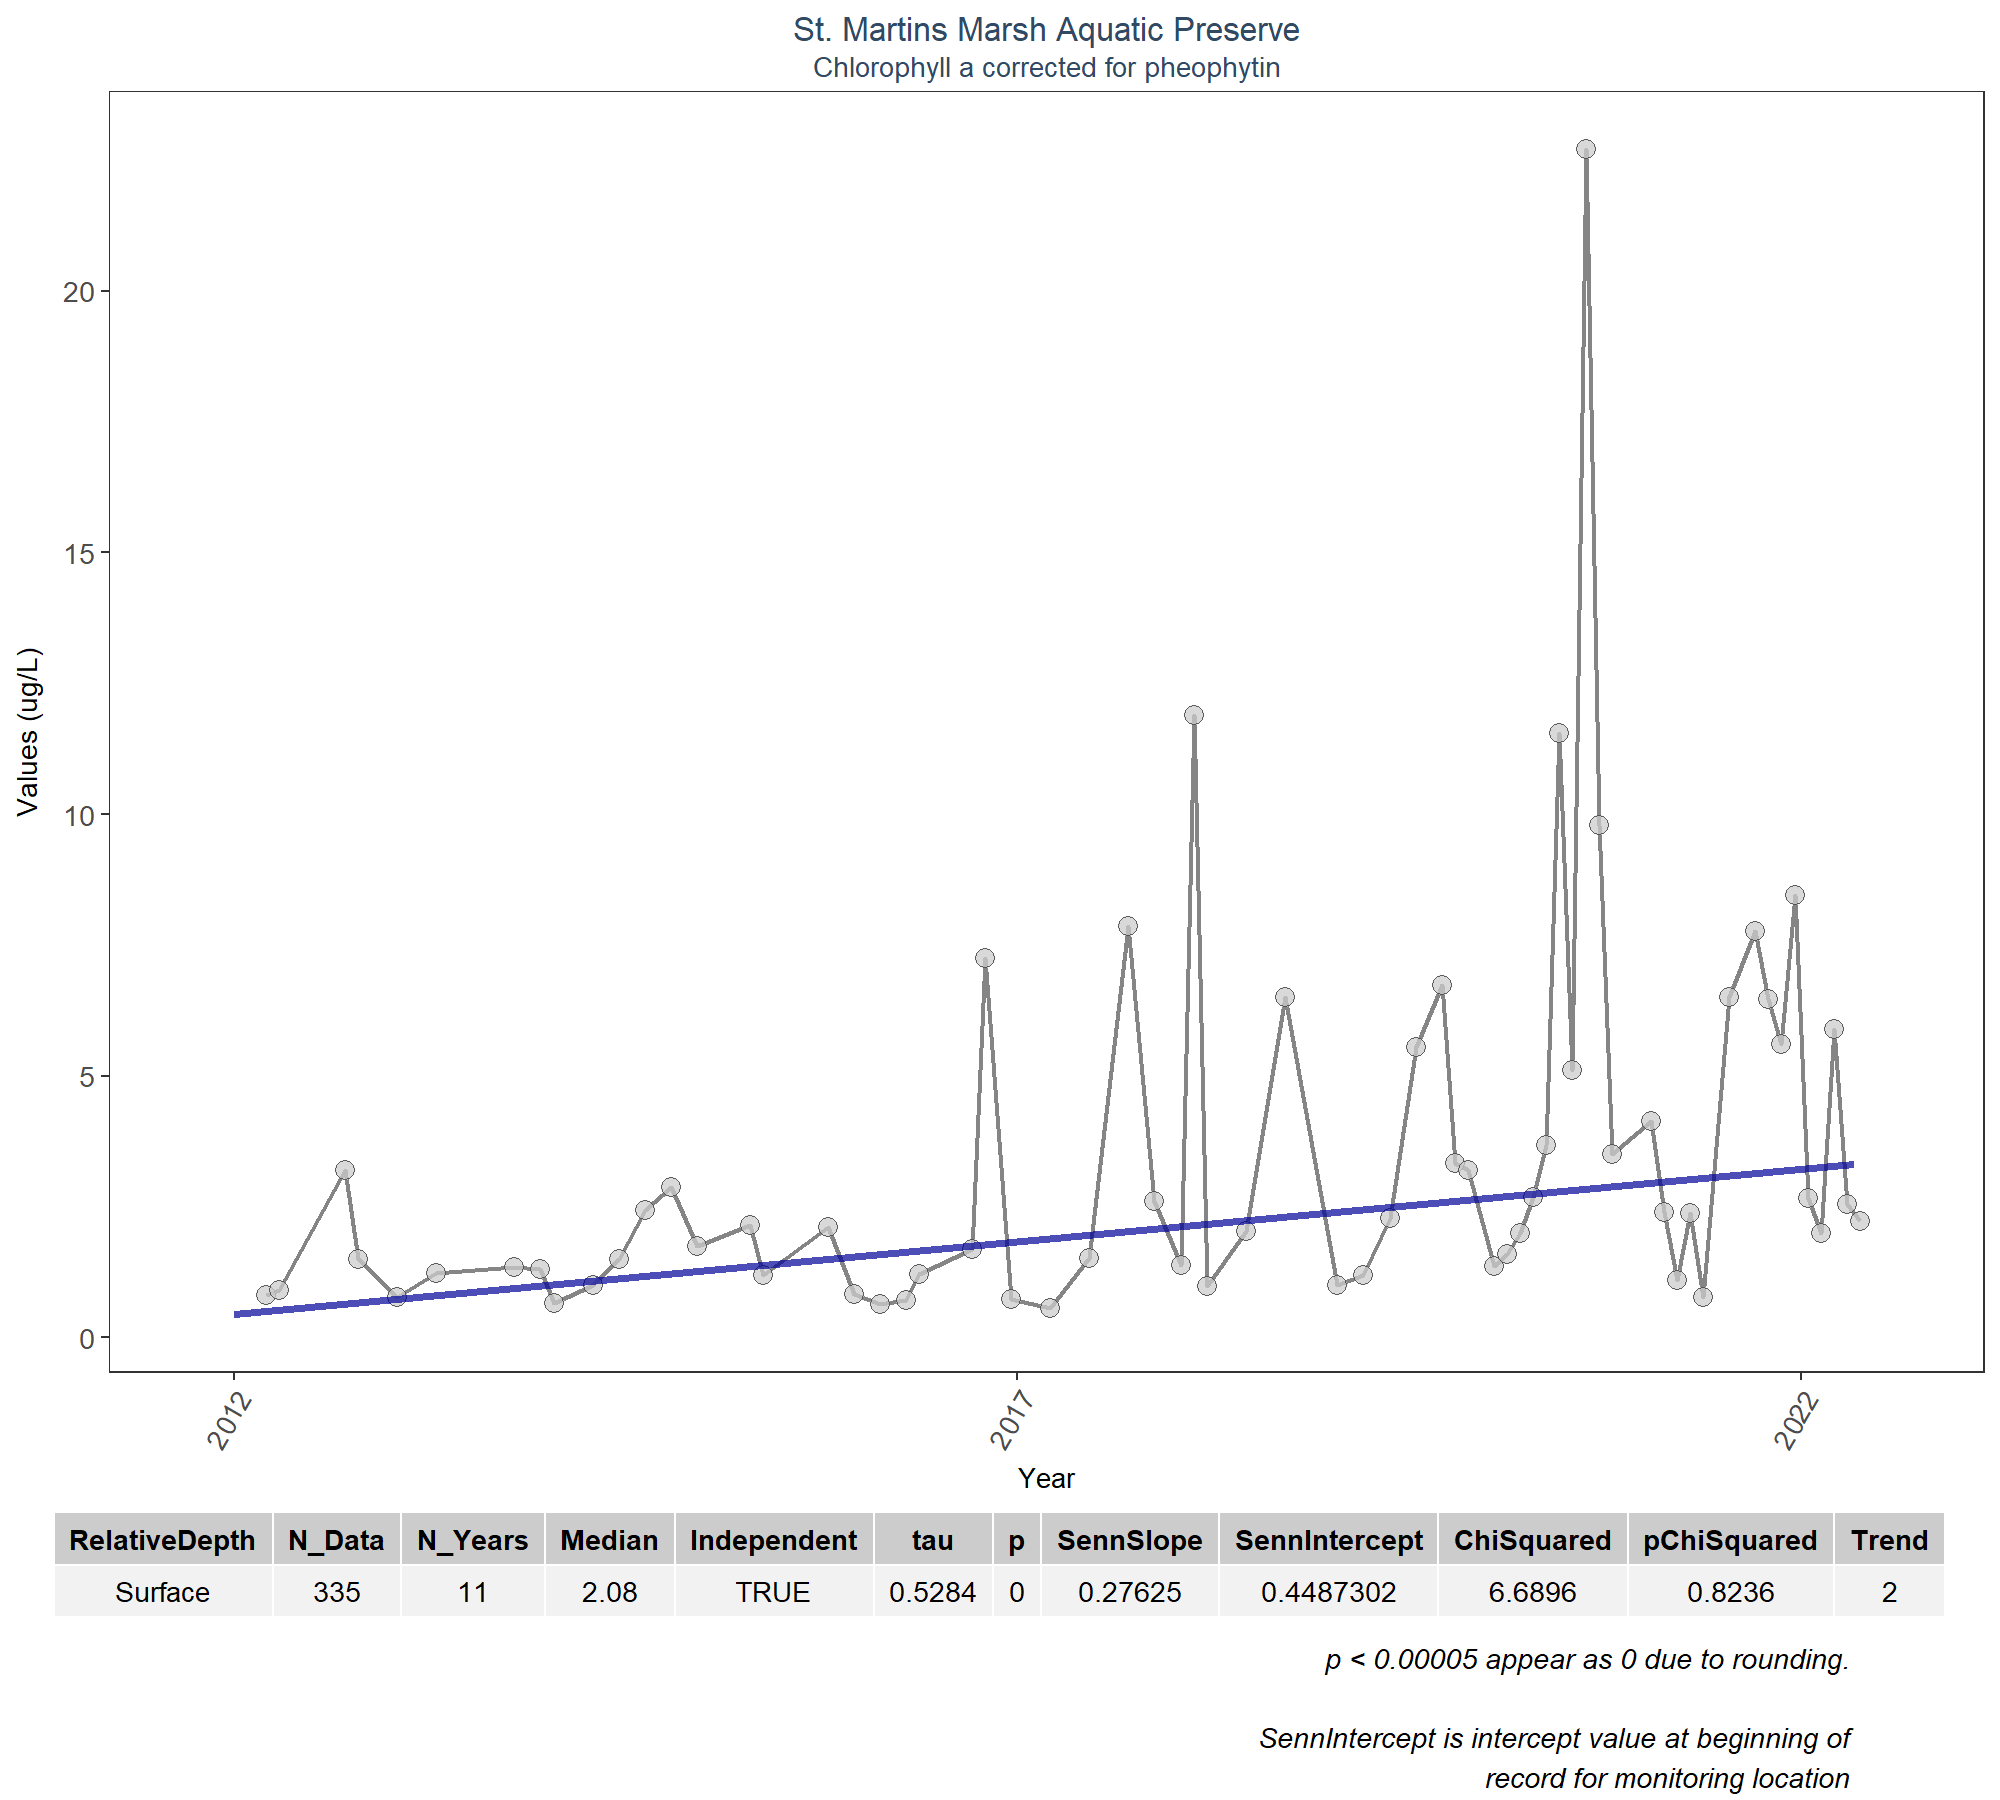 St. Martins Marsh Aquatic Preserve
Chlorophyll a corrected for pheophytin
Values (ug/L)
20
15
10
5
0
2012
2017
2022
Year
RelativeDepth N_Data N_Years Median Independent tau p SennSlope SennIntercept ChiSquared pChiSquared Trend
Surface 335 11 2.08 TRUE 0.5284 0 0.27625 0.4487302 6.6896 0.8236 2
p < 0.00005 appear as 0 due to rounding.
SennIntercept is intercept value at beginning of
record for monitoring location